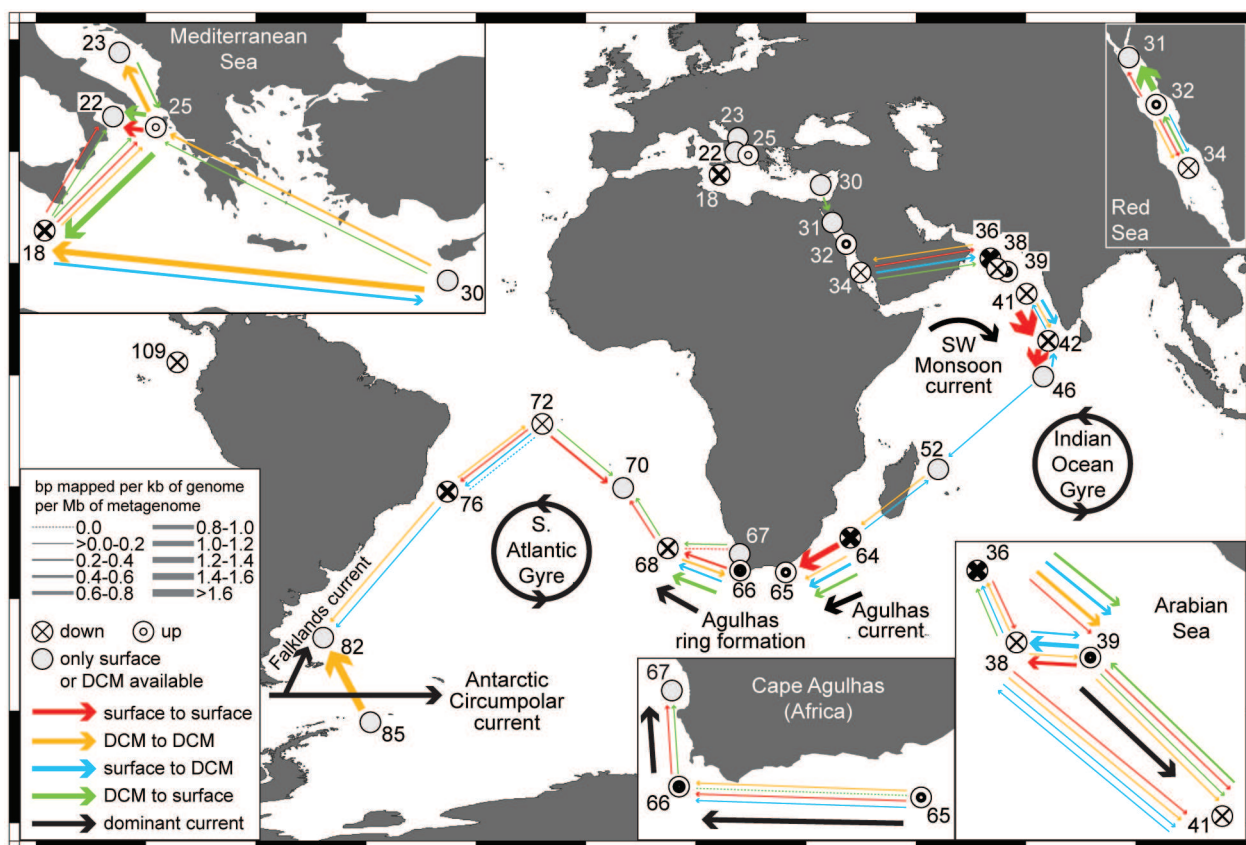 Mediterranean
Sea
23
22
25
18
30
31
32
34
Red
Sea
23
25
22
18
30
31
32
34
36
38
39
41
42
46
SW
Monsoon
current
109
72
70
76
52
Indian
Ocean
Gyre
S.
Atlantic
Gyre
67
64
68
66
65
Agulhas
ring formation
Agulhas
current
Falklands current
82
85
Antarctic
Circumpolar
current
bp mapped per kb of genome
per Mb of metagenome
0.0
>0.0-0.2
0.2-0.4
0.4-0.6
0.6-0.8
0.8-1.0
1.0-1.2
1.2-1.4
1.4-1.6
>1.6
down
up
only surface
or DCM available
surface to surface
DCM to DCM
surface to DCM
DCM to surface
dominant current
67
Cape Agulhas
(Africa)
66
65
36
Arabian
Sea
39
38
41